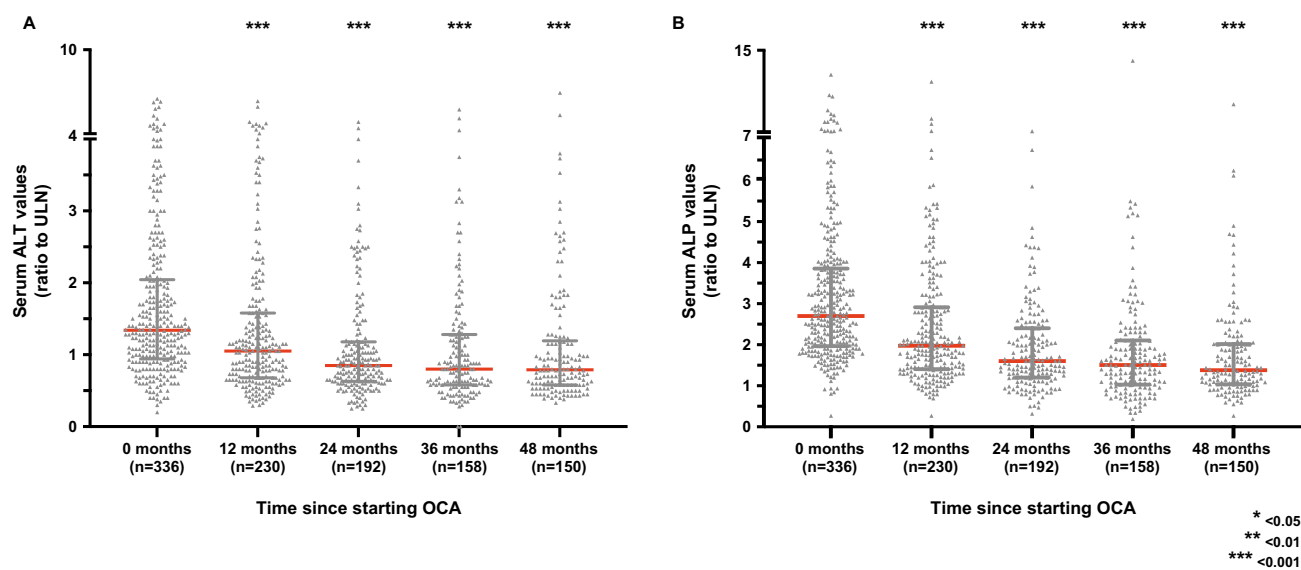 A
*** *** *** ***
10
4
3
2
1
0
Serum ALT values
(ratio to ULN)
0 months
(n=336)
12 months
(n=230)
24 months
(n=192)
36 months
(n=158)
48 months
(n=150)
Time since starting OCA
B
*** *** *** ***
15
7
6
5
4
3
2
1
0
Serum ALP values
(ratio to ULN)
0 months
(n=336)
12 months
(n=230)
24 months
(n=192)
36 months
(n=158)
48 months
(n=150)
Time since starting OCA
* <0.05
** <0.01
*** <0.001